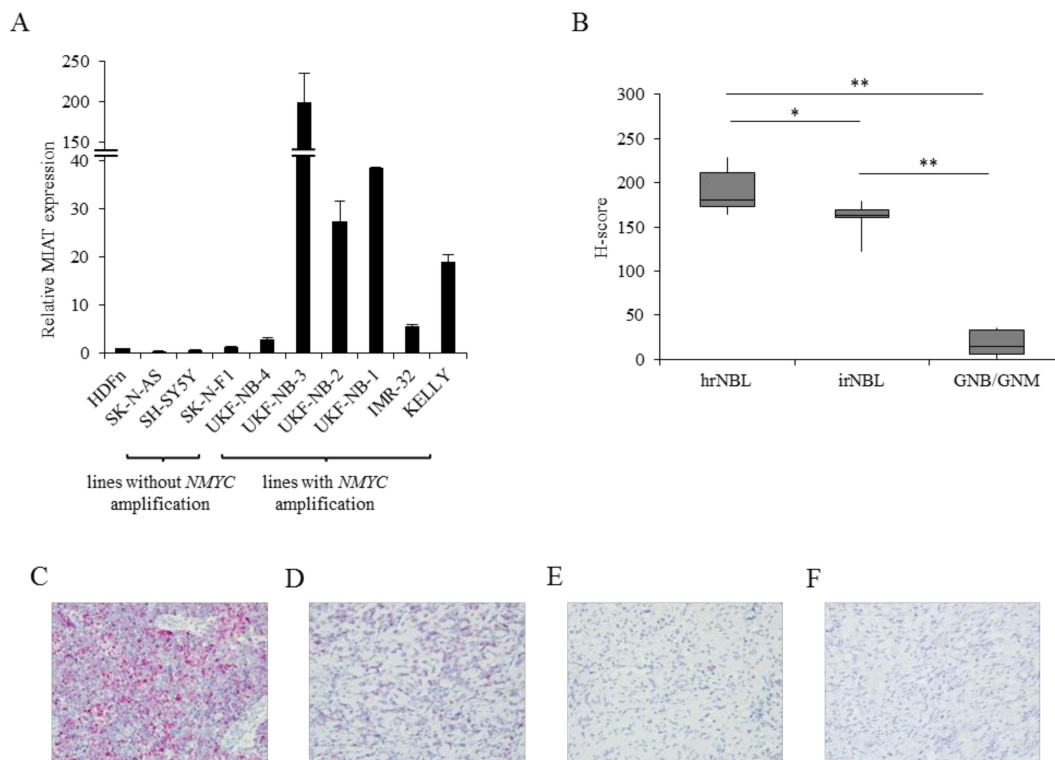 A
B
Relative MIAT expression
250
200
150
40
30
20
10
0
HDFn
SK-N-AS
SH-SY5Y
SK-N-F1
UKF-NB-4
UKF-NB-3
UKF-NB-2
UKF-NB-1
IMR-32
KELLY
lines without NMYC
amplification
lines with NMYC
amplification
H-score
300
250
200
150
100
50
0
**
*
**
hrNBL
irNBL
GNB/GNM
C
D
E
F